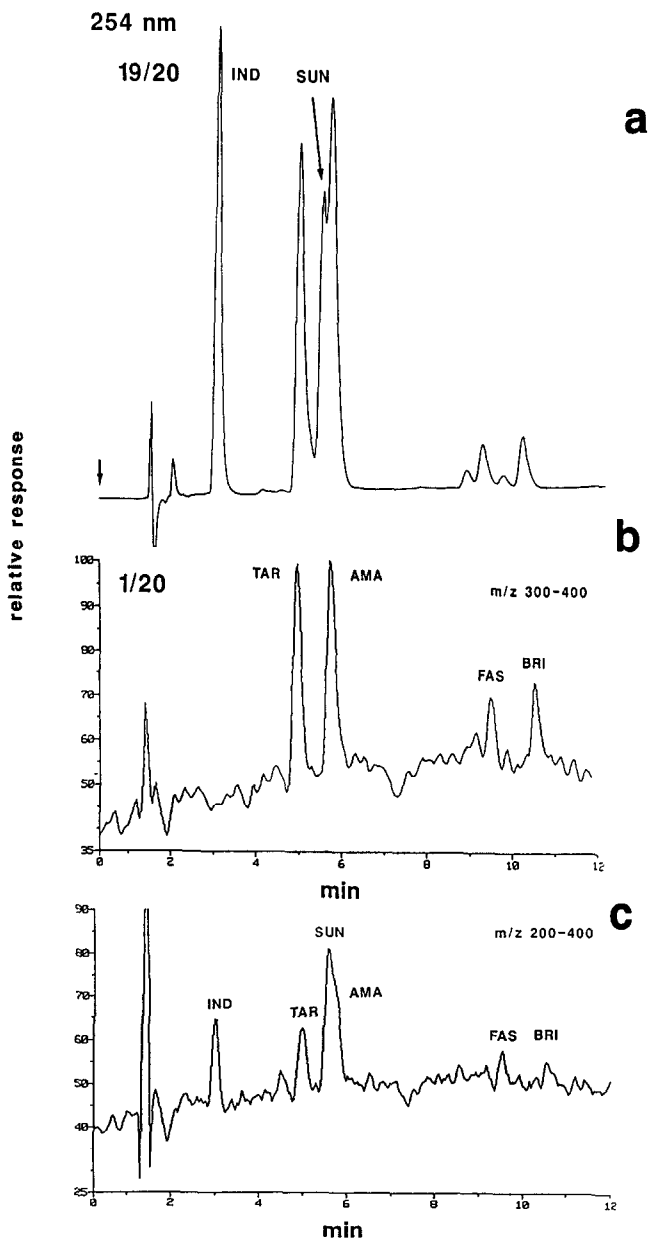 254 nm
19/20
IND
SUN
a
relative response
b
1/20
TAR
AMA
m/z 300-400
FAS
BRI
100
90
80
70
60
50
35
0 2 4 6 8 10 12
min
c
SUN
m/z 200-400
AMA
IND
TAR
FAS
BRI
90
80
70
60
50
40
25
0 2 4 6 8 10 12
min